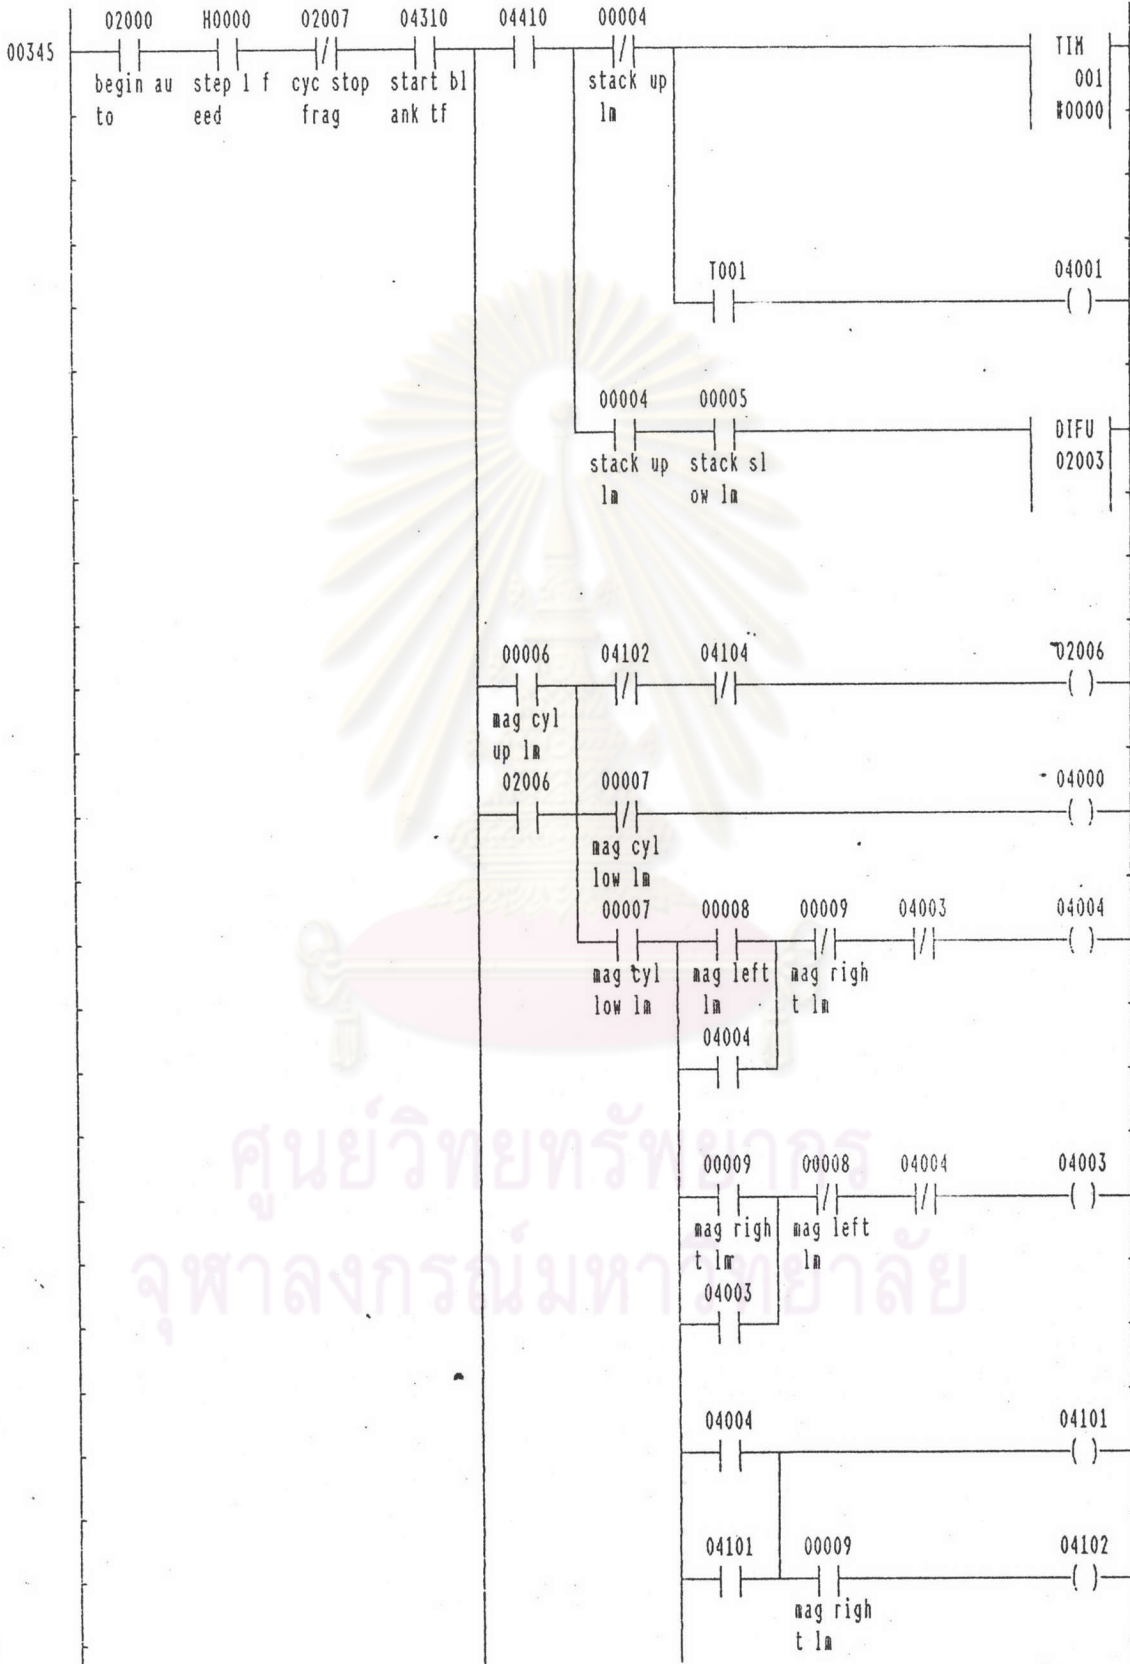 02000 H0000 02007 04310 04410 00004
00345 TIM
begin au step 1 f cyc stop start bl stack up 001
to eed frag ank tf lm #0000
T001 04001
00004 00005 DIFU
stack up stack sl 02003
lm ow lm
00006 04102 04104 02006
mag cyl
up lm
02006 00007 04000
mag cyl
low lm
00007 00008 00009 04003 04004
mag cyl mag left mag righ
low lm lm t lm
04004
ศูนย์วิทยทรัพยากร
00009 00008 04004 04003
mag righ mag left
t lm lm
จุฬาลงกรณ์มหาวิทยาลัย
04003
04004 04101
04101 00009 04102
mag righ
t lm